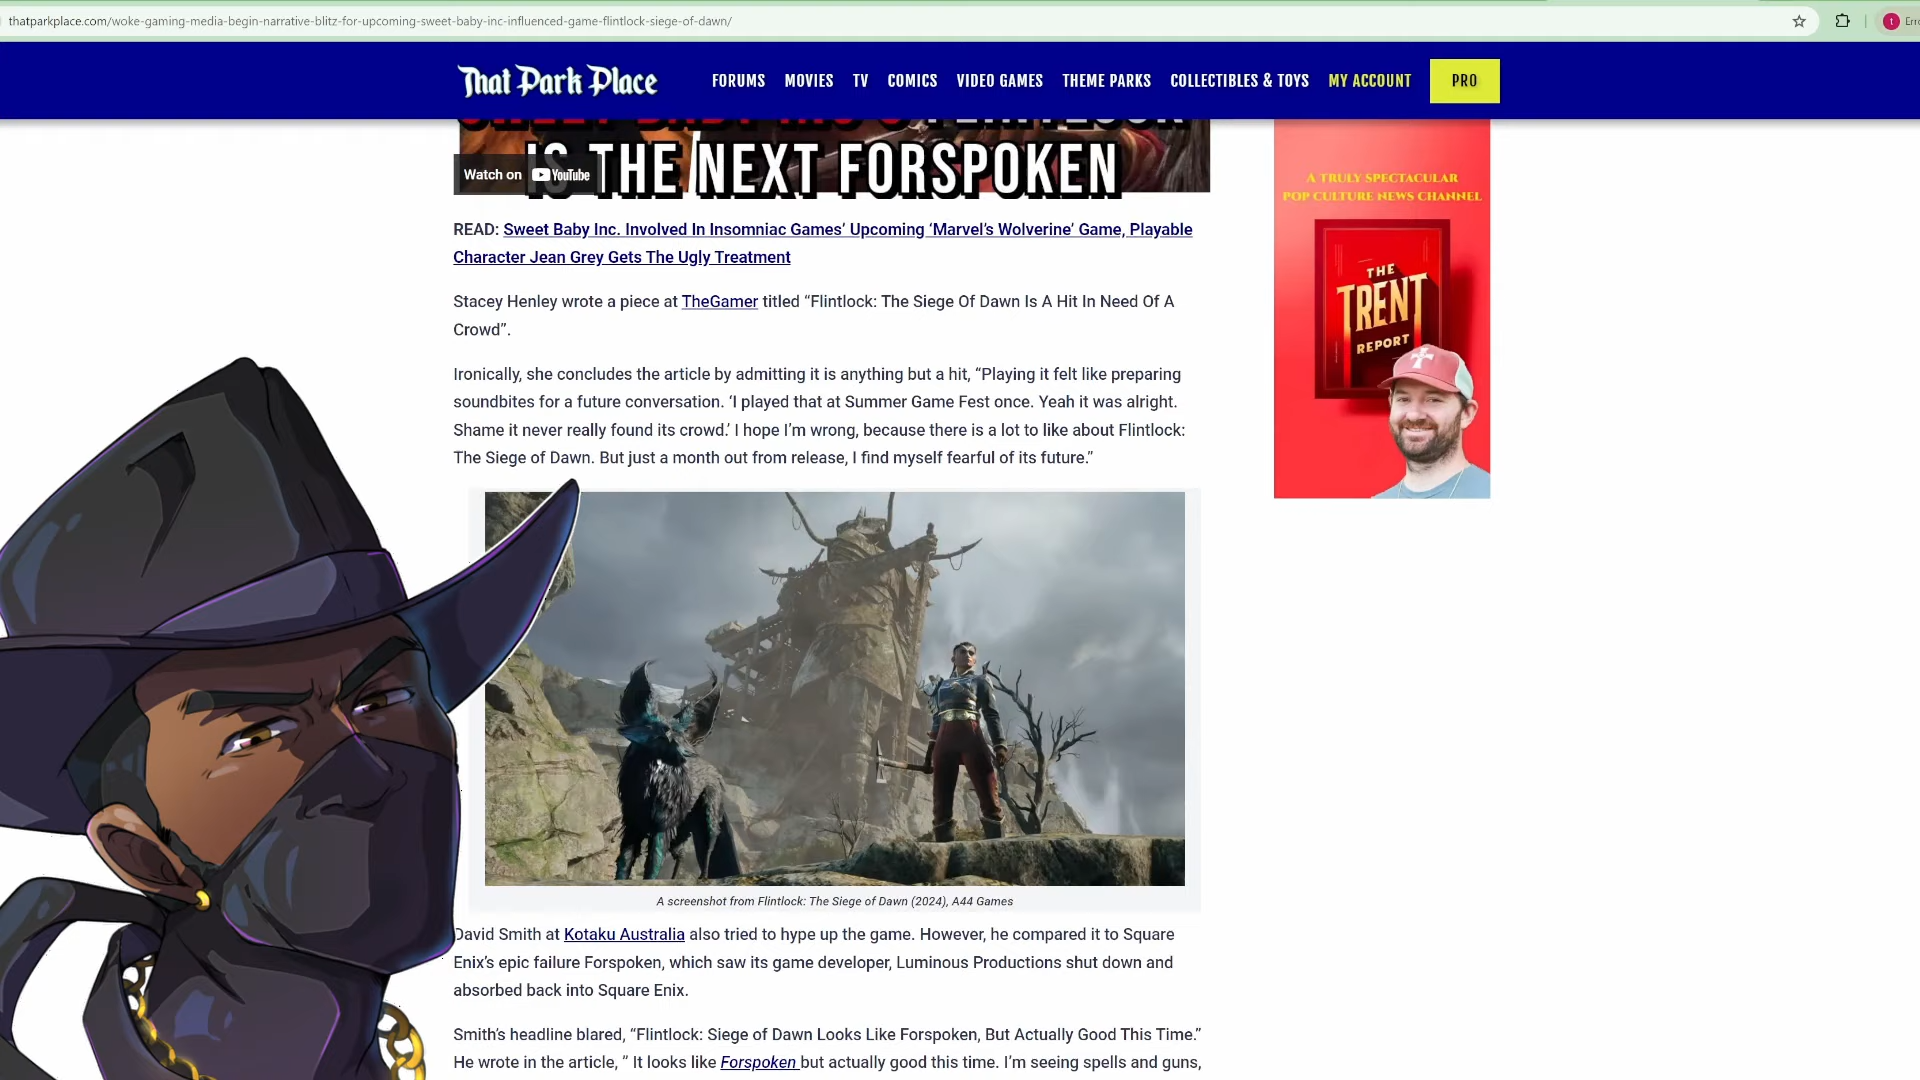 thatparkplace.com/woke-gaming-media-begin-narrative-blitz-for-upcoming-sweet-baby-inc-influenced-game-flintlock-siege-of-dawn/
t
That Park Place
FORUMS MOVIES TV COMICS VIDEO GAMES THEME PARKS COLLECTIBLES & TOYS MY ACCOUNT PRO
IS THE NEXT FORSPOKEN
Watch on YouTube
A TRULY SPECTACULAR
POP CULTURE NEWS CHANNEL
THE
TRENT
REPORT
READ: Sweet Baby Inc. Involved In Insomniac Games’ Upcoming ‘Marvel’s Wolverine’ Game, Playable
Character Jean Grey Gets The Ugly Treatment
Stacey Henley wrote a piece at TheGamer titled “Flintlock: The Siege Of Dawn Is A Hit In Need Of A
Crowd”.
Ironically, she concludes the article by admitting it is anything but a hit, “Playing it felt like preparing
soundbites for a future conversation. ‘I played that at Summer Game Fest once. Yeah it was alright.
Shame it never really found its crowd.’ I hope I’m wrong, because there is a lot to like about Flintlock:
The Siege of Dawn. But just a month out from release, I find myself fearful of its future.”
A screenshot from Flintlock: The Siege of Dawn (2024), A44 Games
David Smith at Kotaku Australia also tried to hype up the game. However, he compared it to Square
Enix’s epic failure Forspoken, which saw its game developer, Luminous Productions shut down and
absorbed back into Square Enix.
Smith’s headline blared, “Flintlock: Siege of Dawn Looks Like Forspoken, But Actually Good This Time.”
He wrote in the article, ” It looks like Forspoken but actually good this time. I’m seeing spells and guns,